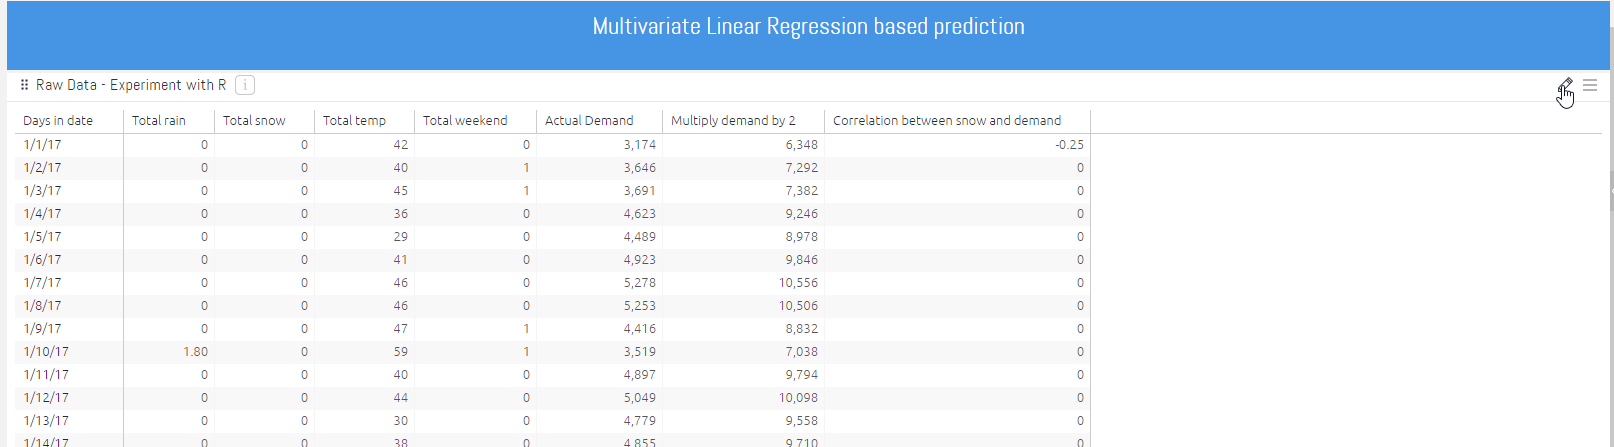 Multivariate Linear Regression based prediction
Raw Data - Experiment with R i
Days in date Total rain Total snow Total temp Total weekend Actual Demand Multiply demand by 2 Correlation between snow and demand
1/1/17 0 0 42 0 3,174 6,348 -0.25
1/2/17 0 0 40 1 3,646 7,292 0
1/3/17 0 0 45 1 3,691 7,382 0
1/4/17 0 0 36 0 4,623 9,246 0
1/5/17 0 0 29 0 4,489 8,978 0
1/6/17 0 0 41 0 4,923 9,846 0
1/7/17 0 0 46 0 5,278 10,556 0
1/8/17 0 0 46 0 5,253 10,506 0
1/9/17 0 0 47 1 4,416 8,832 0
1/10/17 1.80 0 59 1 3,519 7,038 0
1/11/17 0 0 40 0 4,897 9,794 0
1/12/17 0 0 44 0 5,049 10,098 0
1/13/17 0 0 30 0 4,779 9,558 0
1/14/17 0 0 38 0 4,855 9,710 0